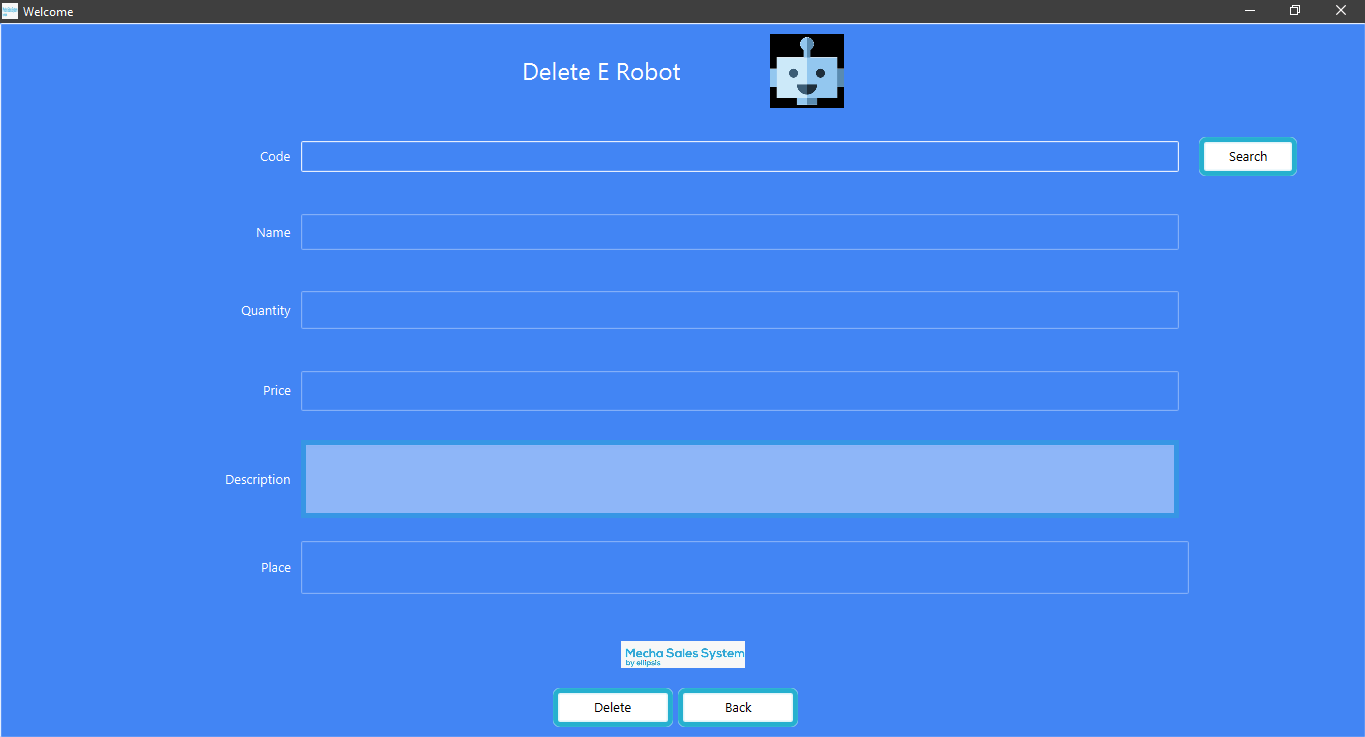 Welcome
Delete E Robot
Code
Search
Name
Quantity
Price
Description
Place
Mecha Sales System
by ellipsis
Delete
Back